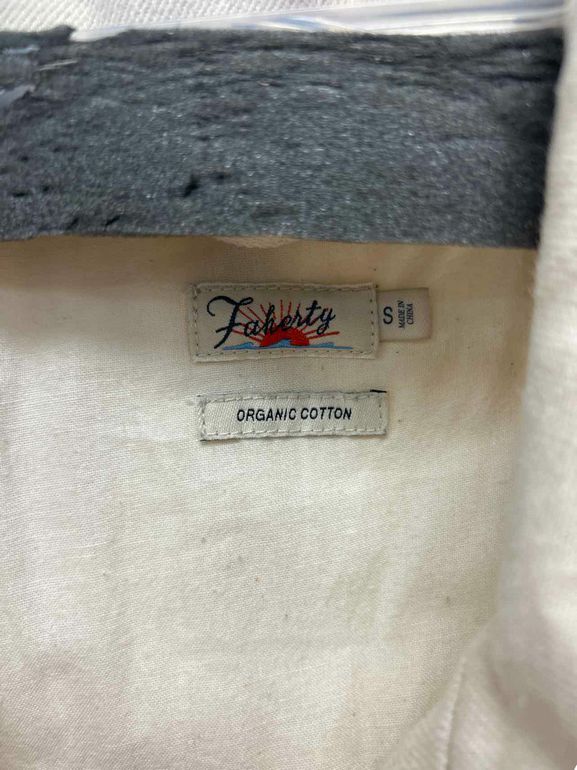 Faherty
S
MADE IN
CHINA
ORGANIC COTTON